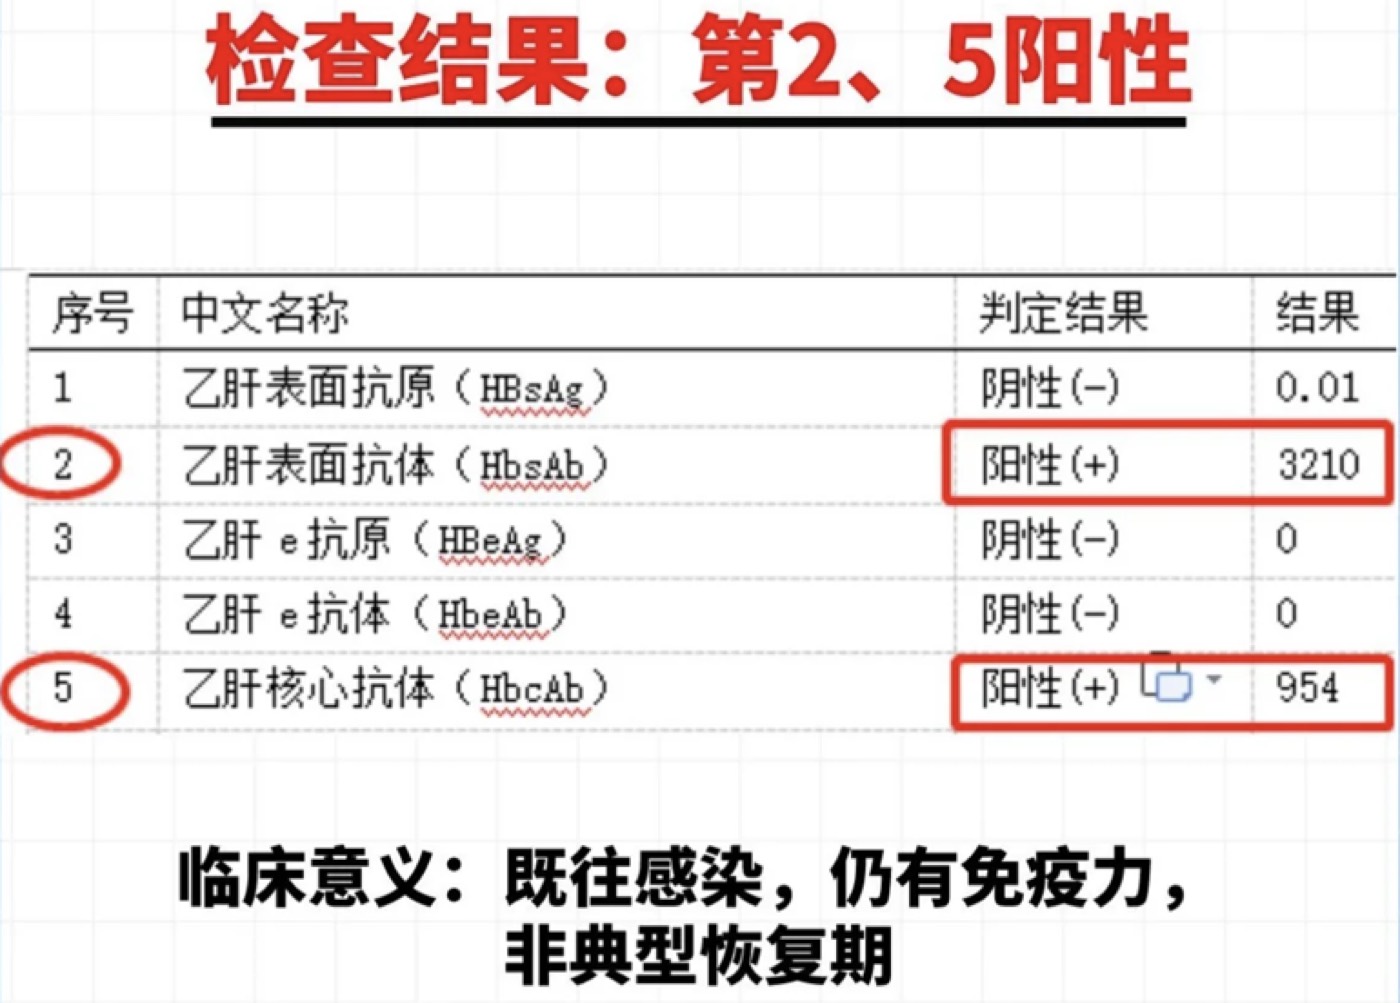 检查结果：第2、5阳性
序号 中文名称 判定结果 结果
1 乙肝表面抗原（HBsAg） 阴性(-) 0.01
2 乙肝表面抗体（HbsAb） 阳性(+) 3210
3 乙肝 e 抗原（HBeAg） 阴性(-) 0
4 乙肝 e 抗体（HbeAb） 阴性(-) 0
5 乙肝核心抗体（HbcAb） 阳性(+) 954
临床意义：既往感染，仍有免疫力，
非典型恢复期